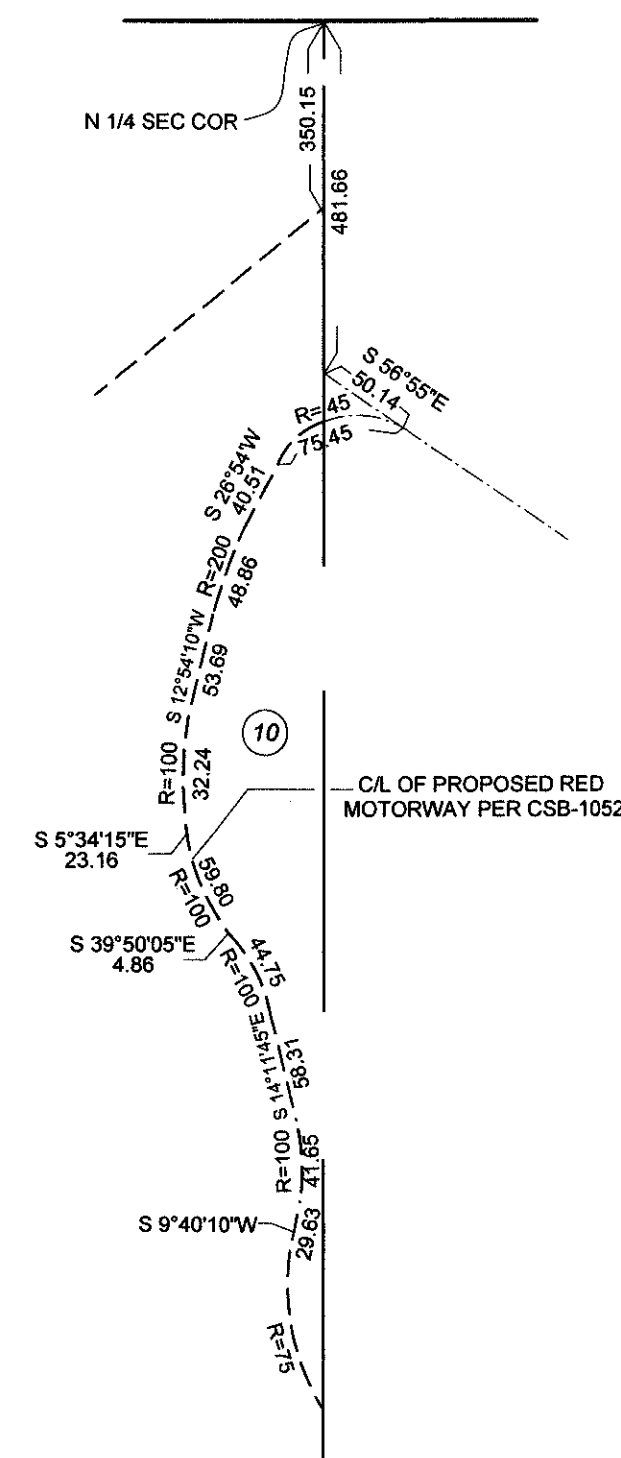 N 1/4 SEC COR
350.15
481.66
S 56°55"E
50.14
R=45
75.45
S 26°54'W
40.51
R=200
48.86
S 12°54'10"W
53.69
10
R=100
32.24
C/L OF PROPOSED RED
MOTORWAY PER CSB-1052
S 5°34'15"E
23.16
59.80
R=100
S 39°50'05"E
4.86
44.75
R=100
S 14°11'45"E
58.31
R=100
41.65
S 9°40'10"W
29.63
R=75